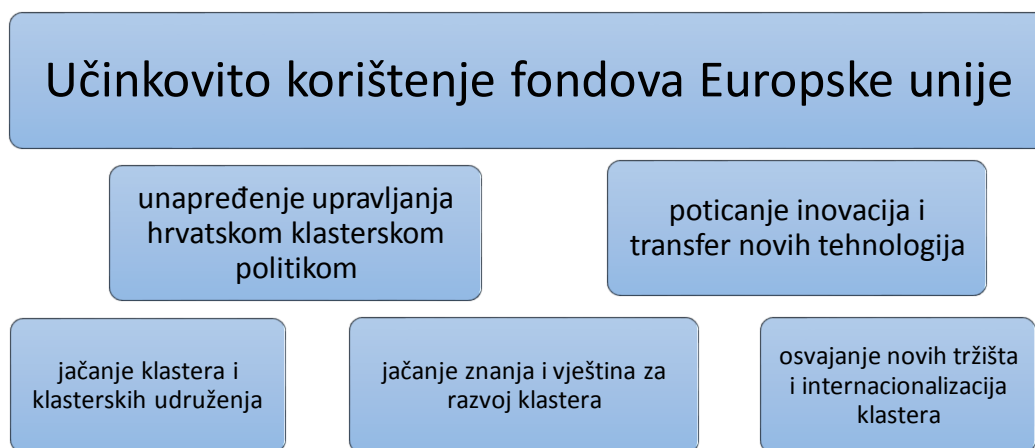 Učinkovito korištenje fondova Europske unije
unapređenje upravljanja
hrvatskom klasterskom
politikom
poticanje inovacija i
transfer novih tehnologija
jačanje klastera i
klasterskih udruženja
jačanje znanja i vještina za
razvoj klastera
osvajanje novih tržišta
i internacionalizacija
klastera